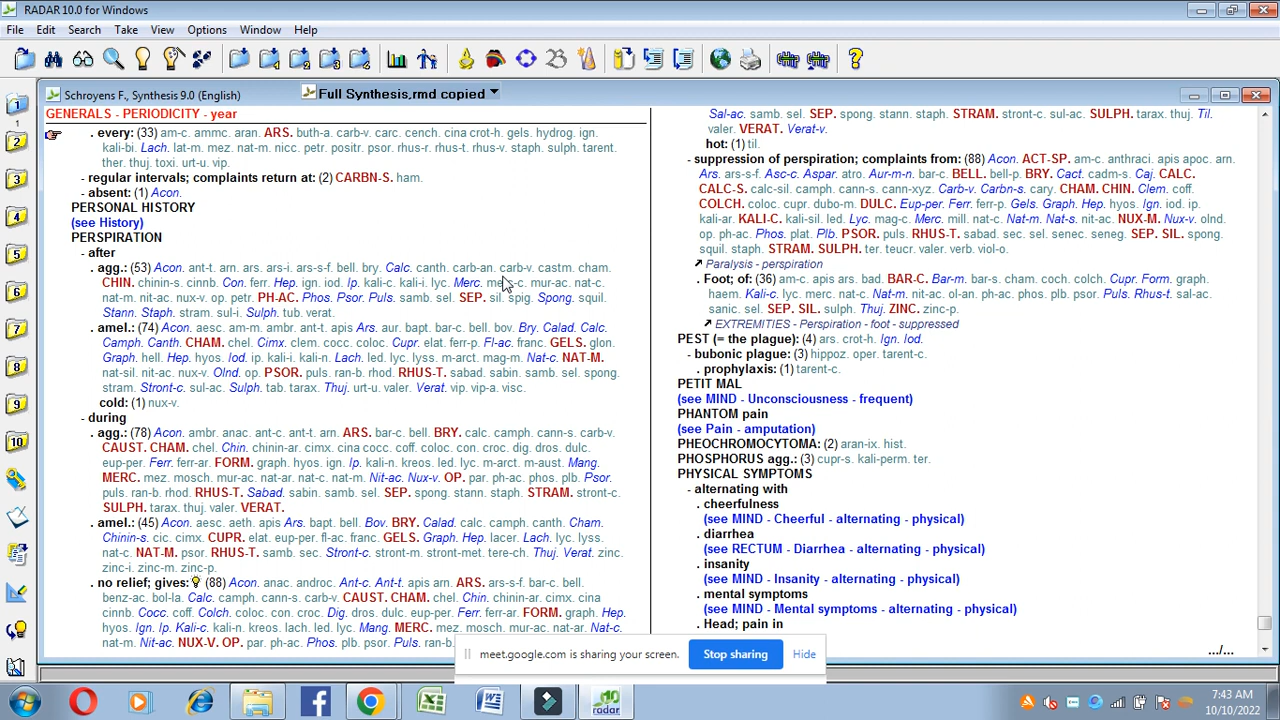 RADAR 10.0 for Windows
File Edit Search Take View Options Window Help
Schroyens F., Synthesis 9.0 (English)
Full Synthesis,rmd copied
GENERALS - PERIODICITY - year
. every: (33) am-c. ammc. aran. ARS. buth-a. carb-v. carc. cench. cina crot-h. gels. hydrog. ign.
kali-bi. Lach. lat-m. mez. nat-m. nicc. petr. positr. psor. rhus-r. rhus-t. rhus-v. staph. sulph. tarent.
ther. thuj. toxi. urt-u. vip.
- regular intervals; complaints return at: (2) CARBN-S. ham.
- absent: (1) Acon.
PERSONAL HISTORY
(see History)
PERSPIRATION
- after
. agg.: (53) Acon. ant-t. arn. ars. ars-i. ars-s-f. bell. bry. Calc. canth. carb-an. carb-v. castm. cham.
CHIN. chinin-s. cinnb. Con. fl-ac. Ferr. Hep. ign. iod. Ip. kali-c. kali-i. lyc. Merc. merc-c. mur-ac. nat-c.
nat-m. nit-ac. nux-v. op. petr. PH-AC. Phos. Psor. Puls. samb. sel. SEP. sil. spig. Spong. squil.
Stann. Staph. stram. sul-i. Sulph. tub. verat.
. amel.: (74) Acon. aesc. am-m. ambr. ant-t. apis Ars. aur. bapt. bar-c. bell. bov. Bry. Calad. Calc.
Camph. Canth. CHAM. chel. Cimx. clem. cocc. coloc. Cupr. elat. ferr-p. Fl-ac. franc. GELS. glon.
Graph. hell. Hep. hyos. Iod. ip. kali-i. kali-n. Lach. led. lyc. lyss. m-arct. mag-m. Nat-c. NAT-M.
nat-sil. nit-ac. nux-v. Olnd. op. PSOR. puls. ran-b. rhod. RHUS-T. sabad. sabin. samb. sel. spong.
stram. Stront-c. sul-ac. Sulph. tab. tarax. Thuj. urt-u. valer. Verat. vip. vip-a. visc.
cold: (1) nux-v.
- during
. agg.: (78) Acon. ambr. anac. ant-c. ant-t. arn. ARS. bar-c. bell. BRY. calc. camph. cann-s. carb-v.
CAUST. CHAM. chel. Chin. chinin-ar. cimx. cina cocc. coff. coloc. con. croc. dig. dros. dulc.
eup-per. Ferr. ferr-ar. FORM. graph. hyos. ign. Ip. kali-n. kreos. led. lyc. m-arct. m-aust. Mang.
MERC. mez. mosch. mur-ac. nat-ar. nat-c. nat-m. Nit-ac. Nux-v. OP. par. ph-ac. phos. plb. Psor.
puls. ran-b. rhod. RHUS-T. Sabad. sabin. samb. sel. SEP. spong. stann. staph. STRAM. stront-c.
SULPH. tarax. thuj. valer. VERAT.
. amel.: (45) Acon. aesc. aeth. apis Ars. bapt. bell. Bov. BRY. Calad. calc. camph. canth. Cham.
Chinin-s. cic. cimx. CUPR. elat. eup-per. fl-ac. franc. GELS. Graph. Hep. lacer. Lach. lyc. lyss.
nat-c. NAT-M. psor. RHUS-T. samb. sec. Stront-c. stront-m. stront-met. tere-ch. Thuj. Verat. zinc.
zinc-i. zinc-m. zinc-p.
. no relief; gives: (88) Acon. anac. androc. Ant-c. Ant-t. apis arn. ARS. ars-s-f. bar-c. bell.
benz-ac. bol-la. Calc. camph. cann-s. carb-v. CAUST. CHAM. chel. Chin. chinin-ar. cimx. cina
cinnb. Cocc. coff. Colch. coloc. con. croc. Dig. dros. dulc. eup-per. Ferr. ferr-ar. FORM. graph. Hep.
hyos. Ign. Ip. Kali-c. kali-n. kreos. lach. led. lyc. Mang. MERC. mez. mosch. mur-ac. nat-ar. Nat-c.
nat-m. Nit-ac. NUX-V. OP. par. ph-ac. Phos. plb. psor. Puls. ran-b.
Sal-ac. samb. sel. SEP. spong. stann. staph. STRAM. stront-c. sul-ac. SULPH. tarax. thuj. Til.
valer. VERAT. Verat-v.
hot: (1) til.
- suppression of perspiration; complaints from: (88) Acon. ACT-SP. am-c. anthraci. apis apoc. arn.
Ars. ars-s-f. Asc-c. Aspar. atro. Aur-m-n. bar-c. BELL. bell-p. BRY. Cact. cadm-s. Caj. CALC.
CALC-S. calc-sil. camph. cann-s. cann-xyz. Carb-v. Carbn-s. cary. CHAM. CHIN. Clem. coff.
COLCH. coloc. cupr. dubo-m. DULC. Eup-per. Ferr. ferr-p. Gels. Graph. Hep. hyos. Ign. iod. ip.
kali-ar. KALI-C. kali-sil. led. Lyc. mag-c. Merc. mill. nat-c. Nat-m. Nat-s. nit-ac. NUX-M. Nux-v. olnd.
op. ph-ac. Phos. plat. Plb. PSOR. puls. RHUS-T. sabad. sec. sel. senec. seneg. SEP. SIL. spong.
squil. staph. STRAM. SULPH. ter. teucr. valer. verb. viol-o.
Paralysis - perspiration
. Foot; of: (36) am-c. apis ars. bad. BAR-C. Bar-m. bar-s. cham. coch. colch. Cupr. Form. graph.
haem. Kali-c. lyc. Merc. nat-c. Nat-m. nit-ac. ol-an. ph-ac. phos. plb. psor. Puls. Rhus-t. sal-ac.
sanic. sel. SEP. SIL. sulph. Thuj. ZINC. zinc-p.
EXTREMITIES - Perspiration - foot - suppressed
PEST (= the plague): (4) ars. crot-h. Ign. Iod.
- bubonic plague: (3) hippoz. oper. tarent-c.
. prophylaxis: (1) tarent-c.
PETIT MAL
(see MIND - Unconsciousness - frequent)
PHANTOM pain
(see Pain - amputation)
PHEOCHROMOCYTOMA: (2) aran-ix. hist.
PHOSPHORUS agg.: (3) cupr-s. kali-perm. ter.
PHYSICAL SYMPTOMS
- alternating with
. cheerfulness
(see MIND - Cheerful - alternating - physical)
. diarrhea
(see RECTUM - Diarrhea - alternating - physical)
. insanity
(see MIND - Insanity - alternating - physical)
. mental symptoms
(see MIND - Mental symptoms - alternating - physical)
. Head; pain in
.../...
meet.google.com is sharing your screen. Stop sharing Hide
7:43 AM
10/10/2022